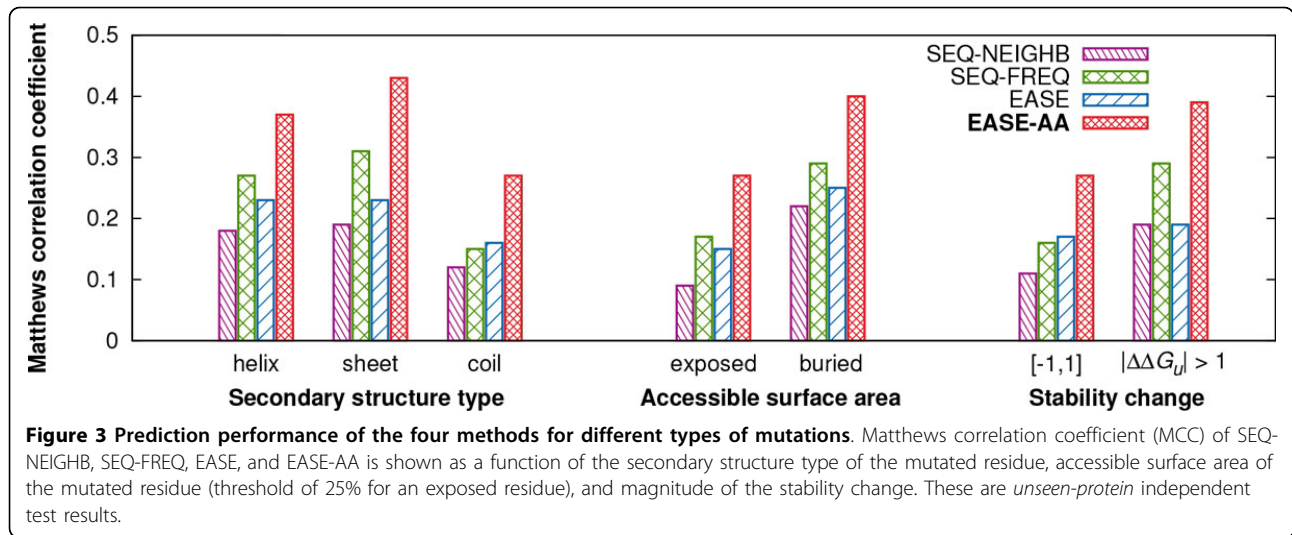 Matthews correlation coefficient
0.5
0.4
0.3
0.2
0.1
0
SEQ-NEIGHB
SEQ-FREQ
EASE
EASE-AA
helix sheet coil exposed buried [-1,1] |ΔΔG_u| > 1
Secondary structure type Accessible surface area Stability change
Figure 3 Prediction performance of the four methods for different types of mutations. Matthews correlation coefficient (MCC) of SEQ-
NEIGHB, SEQ-FREQ, EASE, and EASE-AA is shown as a function of the secondary structure type of the mutated residue, accessible surface area of
the mutated residue (threshold of 25% for an exposed residue), and magnitude of the stability change. These are unseen-protein independent
test results.